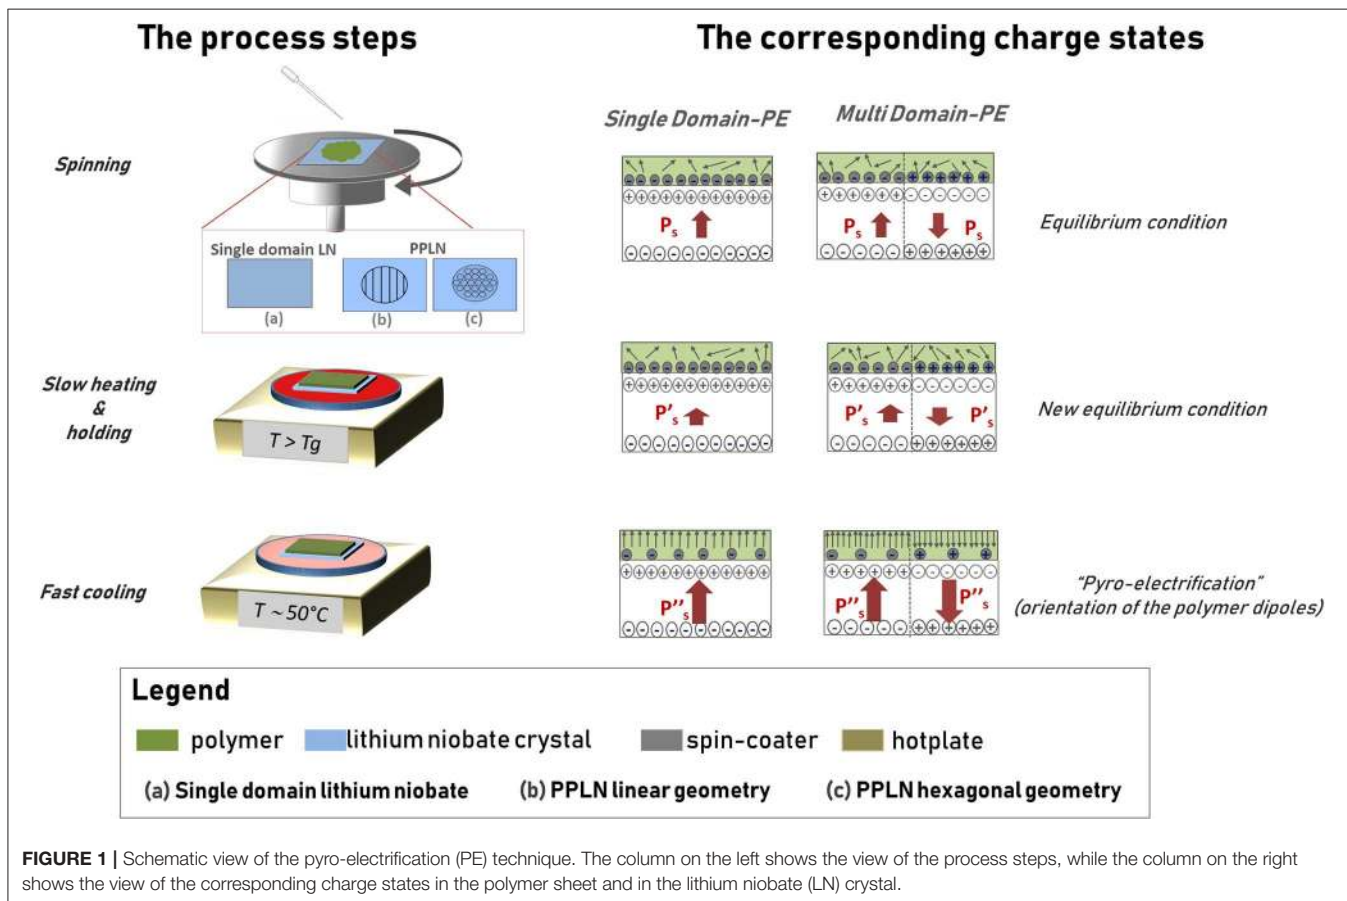 The process steps
The corresponding charge states
Single Domain-PE
Multi Domain-PE
Spinning
Single domain LN
PPLN
(a)
(b)
(c)
Ps
Ps
Ps
Equilibrium condition
Slow heating
&
holding
T > Tg
P's
P's
P's
New equilibrium condition
Fast cooling
T ~ 50°C
P''s
P''s
P''s
"Pyro-electrification"
(orientation of the polymer dipoles)
Legend
polymer
lithium niobate crystal
spin-coater
hotplate
(a) Single domain lithium niobate
(b) PPLN linear geometry
(c) PPLN hexagonal geometry
FIGURE 1 | Schematic view of the pyro-electrification (PE) technique. The column on the left shows the view of the process steps, while the column on the right
shows the view of the corresponding charge states in the polymer sheet and in the lithium niobate (LN) crystal.